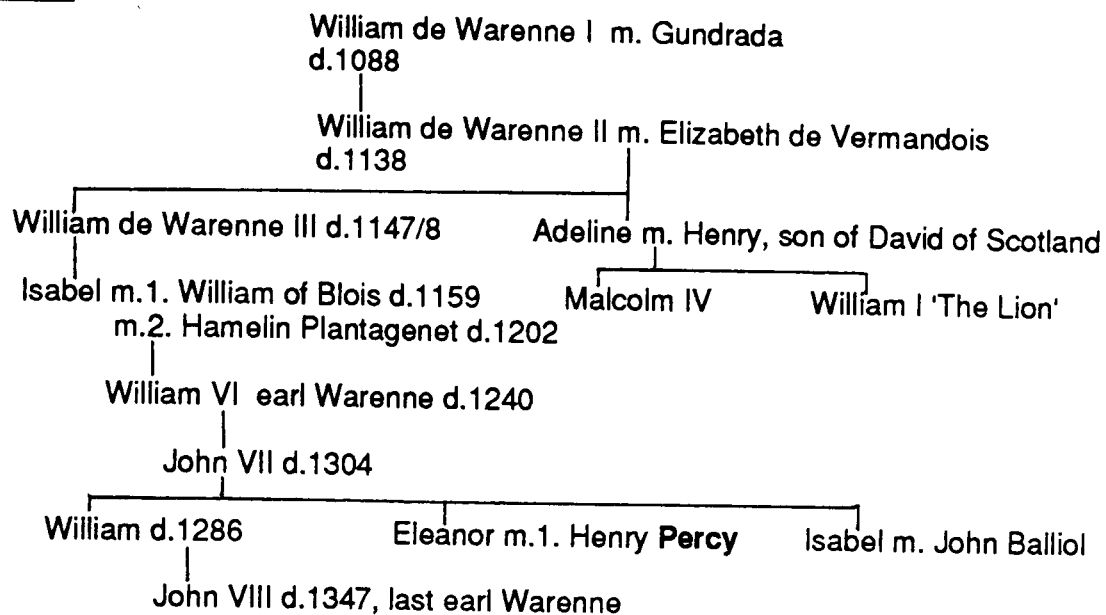 William de Warenne I m. Gundrada
d.1088
William de Warenne II m. Elizabeth de Vermandois
d.1138
William de Warenne III d.1147/8
Adeline m. Henry, son of David of Scotland
Isabel m.1. William of Blois d.1159
m.2. Hamelin Plantagenet d.1202
Malcolm IV
William I 'The Lion'
William VI earl Warenne d.1240
John VII d.1304
William d.1286
Eleanor m.1. Henry Percy
Isabel m. John Balliol
John VIII d.1347, last earl Warenne